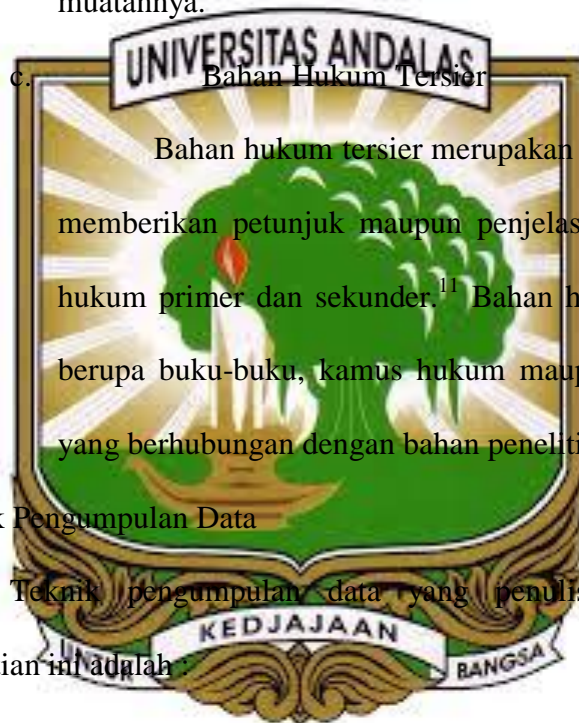 muatannya.
UNIVERSITAS ANDALAS
c. Bahan Hukum Tersier
Bahan hukum tersier merupakan
memberikan petunjuk maupun penjelas
hukum primer dan sekunder.11 Bahan h
berupa buku-buku, kamus hukum mau
yang berhubungan dengan bahan peneliti
k Pengumpulan Data
Teknik pengumpulan data yang penulis
KEDJAJAAN
ian ini adalah :
UNTUK
BANGSA